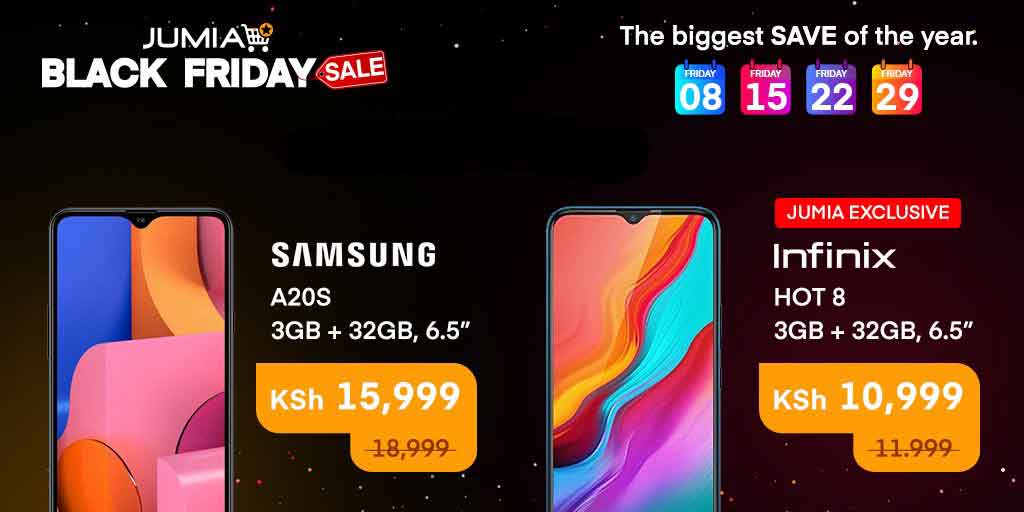 JUMIA
BLACK FRIDAY SALE
The biggest SAVE of the year.
FRIDAY 08
FRIDAY 15
FRIDAY 22
FRIDAY 29
SAMSUNG
A20S
3GB + 32GB, 6.5”
KSh 15,999
18,999
JUMIA EXCLUSIVE
Infinix
HOT 8
3GB + 32GB, 6.5”
KSh 10,999
11.999